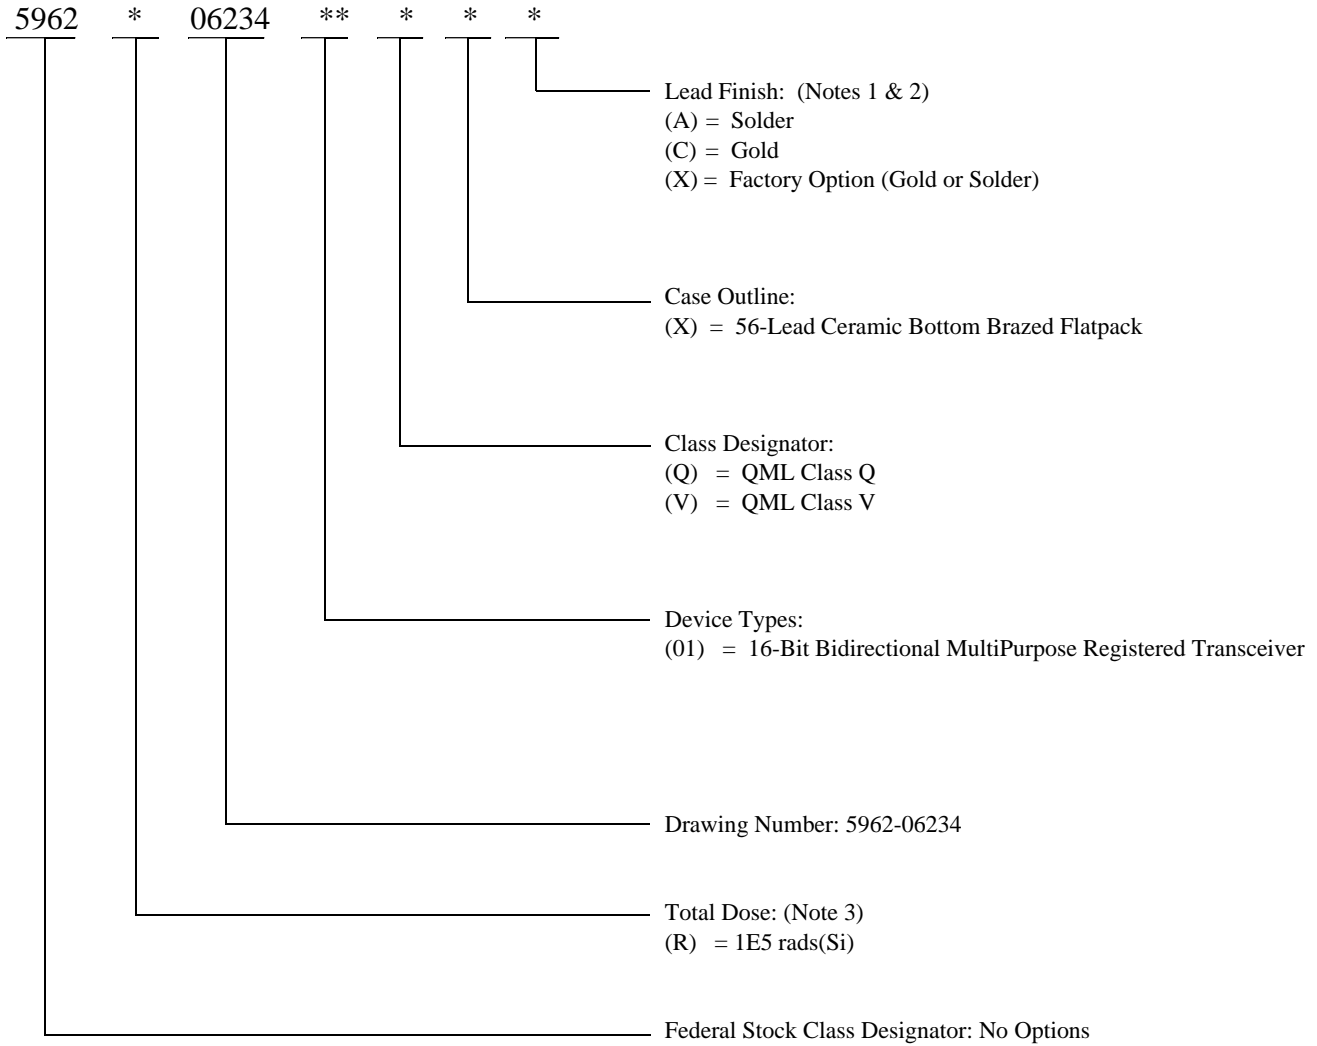 5962 * 06234 ** * * *
Lead Finish: (Notes 1 & 2)
(A) = Solder
(C) = Gold
(X) = Factory Option (Gold or Solder)
Case Outline:
(X) = 56-Lead Ceramic Bottom Brazed Flatpack
Class Designator:
(Q) = QML Class Q
(V) = QML Class V
Device Types:
(01) = 16-Bit Bidirectional MultiPurpose Registered Transceiver
Drawing Number: 5962-06234
Total Dose: (Note 3)
(R) = 1E5 rads(Si)
Federal Stock Class Designator: No Options